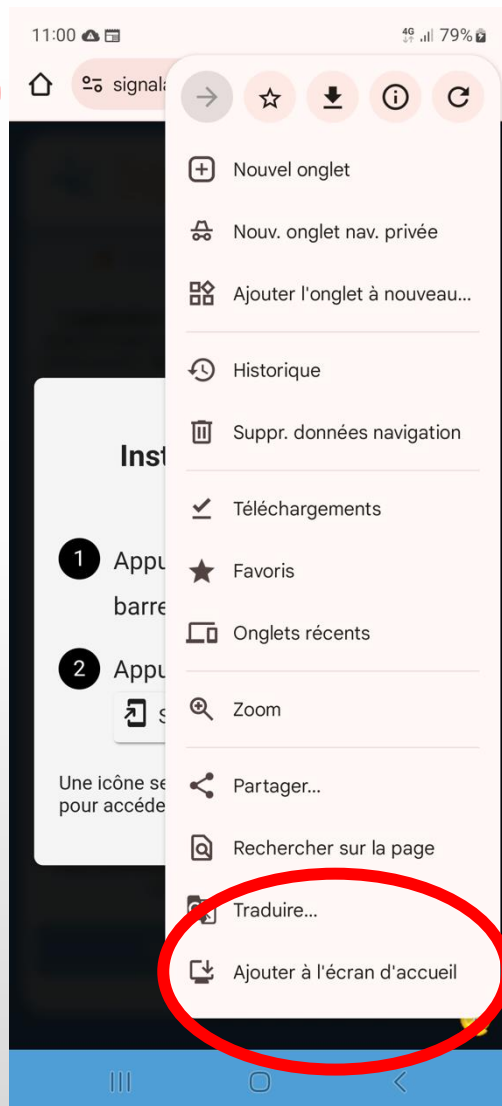 11:00
4G
79%
signal
Nouvel onglet
Nouv. onglet nav. privée
Ajouter l'onglet à nouveau...
Historique
Suppr. données navigation
Téléchargements
Favoris
Onglets récents
Zoom
Partager...
Rechercher sur la page
Traduire...
Ajouter à l'écran d'accueil
Inst
1 Appu
barre
2 Appu
S
Une icône se
pour accéde